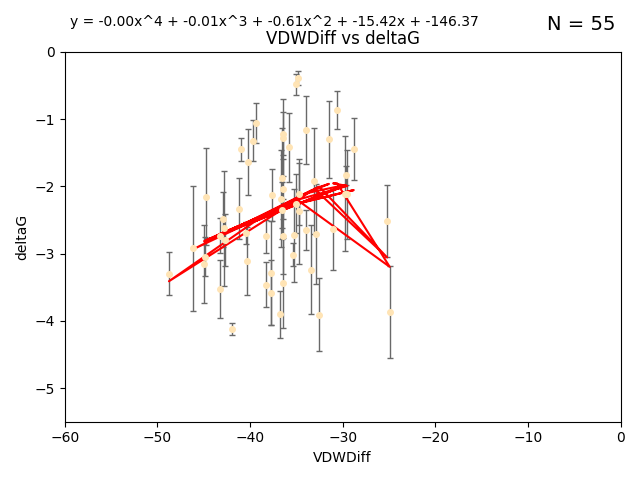 y = -0.00x^4 + -0.01x^3 + -0.61x^2 + -15.42x + -146.37
N = 55
VDWDiff vs deltaG
0
−1
−2
−3
−4
−5
deltaG
−60 −50 −40 −30 −20 −10 0
VDWDiff